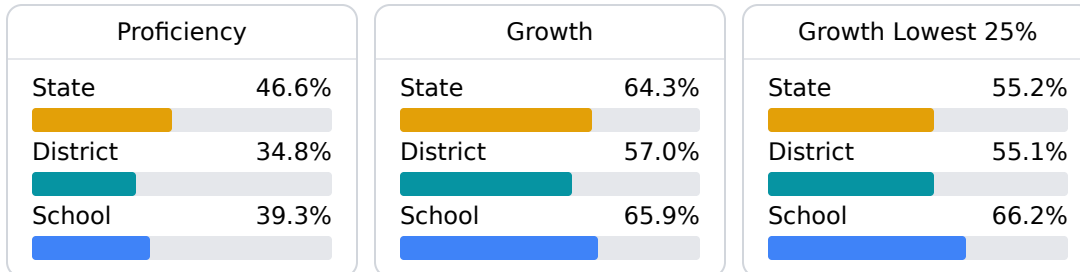 Proficiency
State 46.6%
District 34.8%
School 39.3%
Growth
State 64.3%
District 57.0%
School 65.9%
Growth Lowest 25%
State 55.2%
District 55.1%
School 66.2%